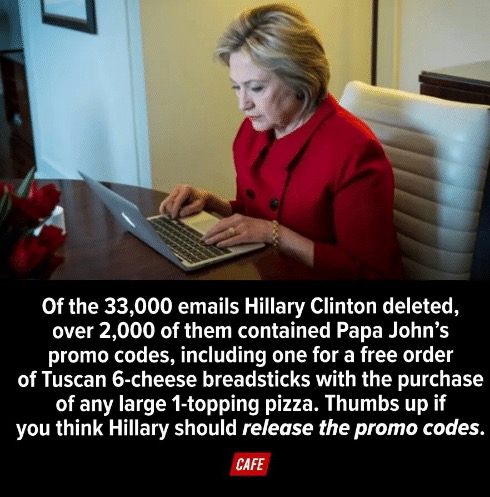 Of the 33,000 emails Hillary Clinton deleted,
over 2,000 of them contained Papa John's
promo codes, including one for a free order
of Tuscan 6-cheese breadsticks with the purchase
of any large 1-topping pizza. Thumbs up if
you think Hillary should release the promo codes.
CAFE